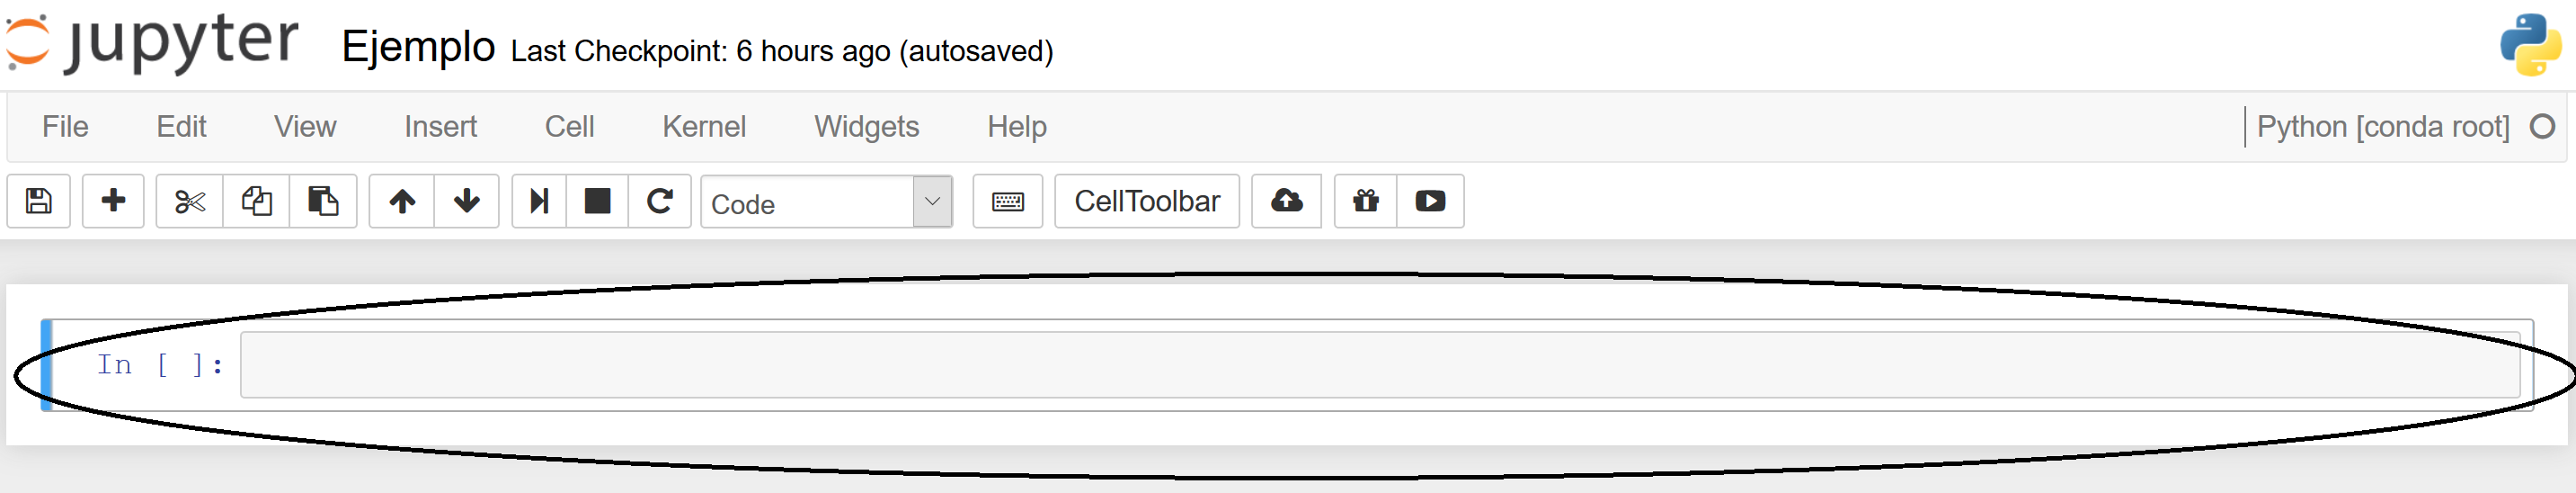 jupyter Ejemplo Last Checkpoint: 6 hours ago (autosaved)
File Edit View Insert Cell Kernel Widgets Help Python [conda root]
Code CellToolbar
In [ ]: